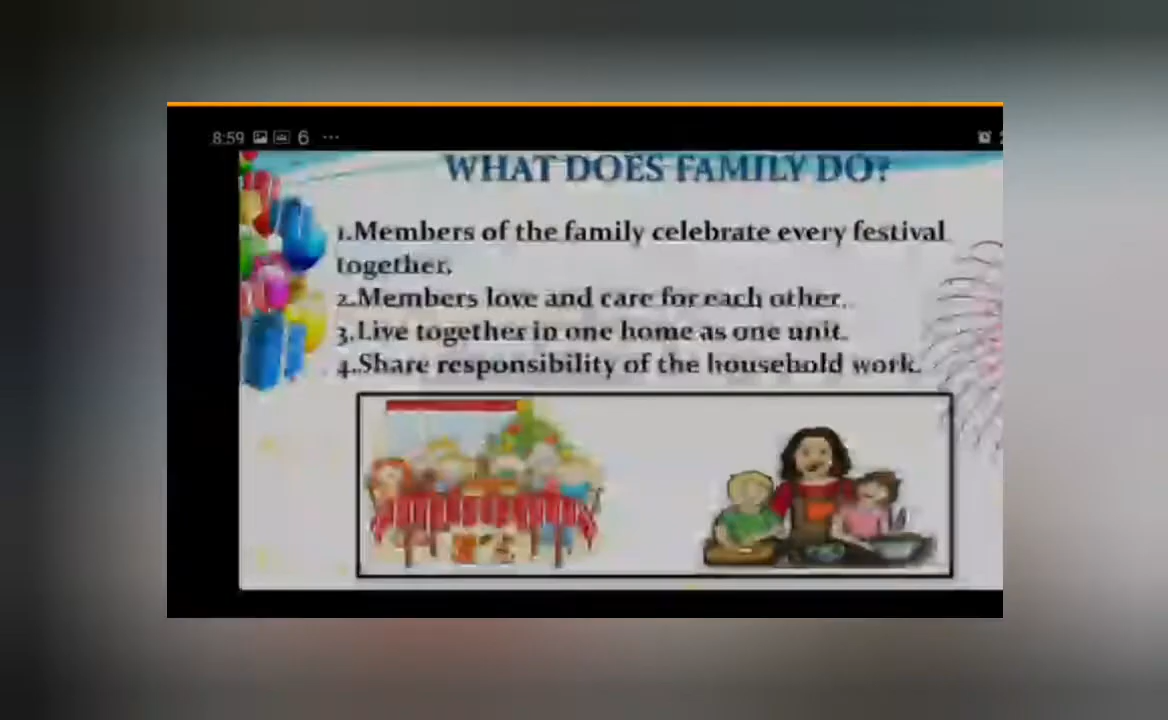 8:59 6 ...
WHAT DOES FAMILY DO?
1.Members of the family celebrate every festival
together.
2.Members love and care for each other.
3.Live together in one home as one unit.
4.Share responsibility of the household work.